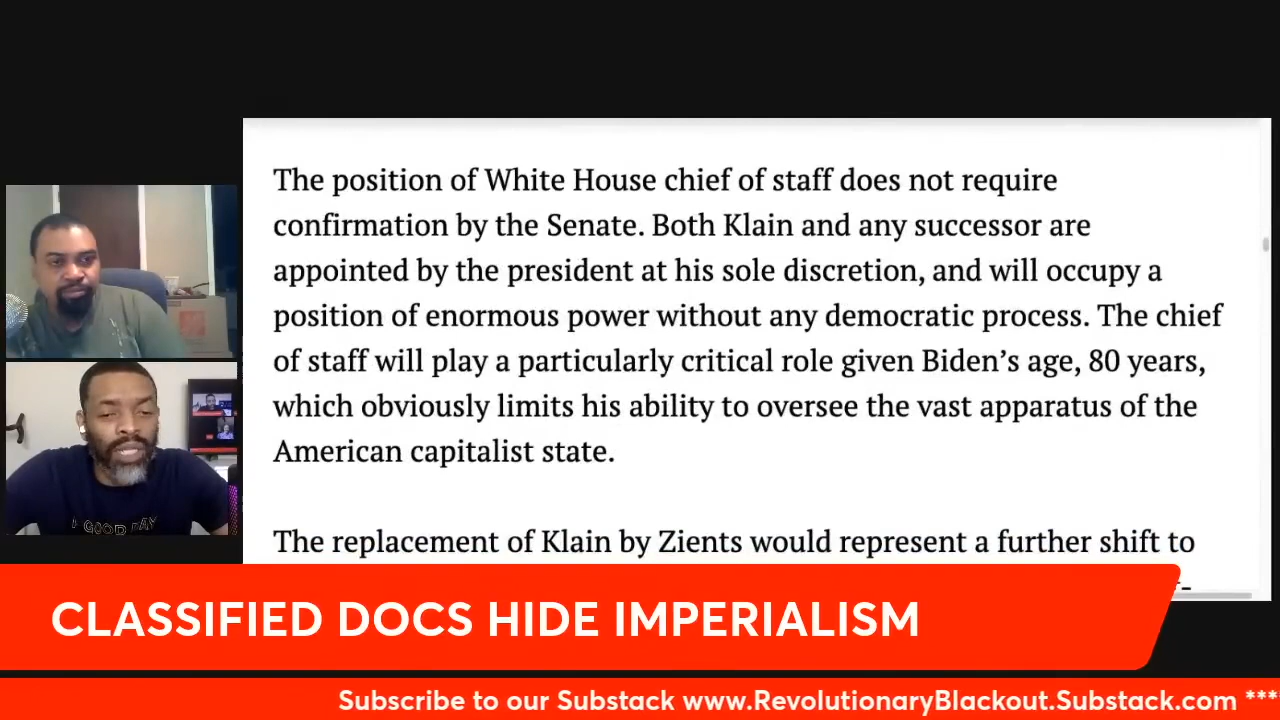 The position of White House chief of staff does not require
confirmation by the Senate. Both Klain and any successor are
appointed by the president at his sole discretion, and will occupy a
position of enormous power without any democratic process. The chief
of staff will play a particularly critical role given Biden’s age, 80 years,
which obviously limits his ability to oversee the vast apparatus of the
American capitalist state.
The replacement of Klain by Zients would represent a further shift to
GOOD DAY
CLASSIFIED DOCS HIDE IMPERIALISM
Subscribe to our Substack www.RevolutionaryBlackout.Substack.com ****